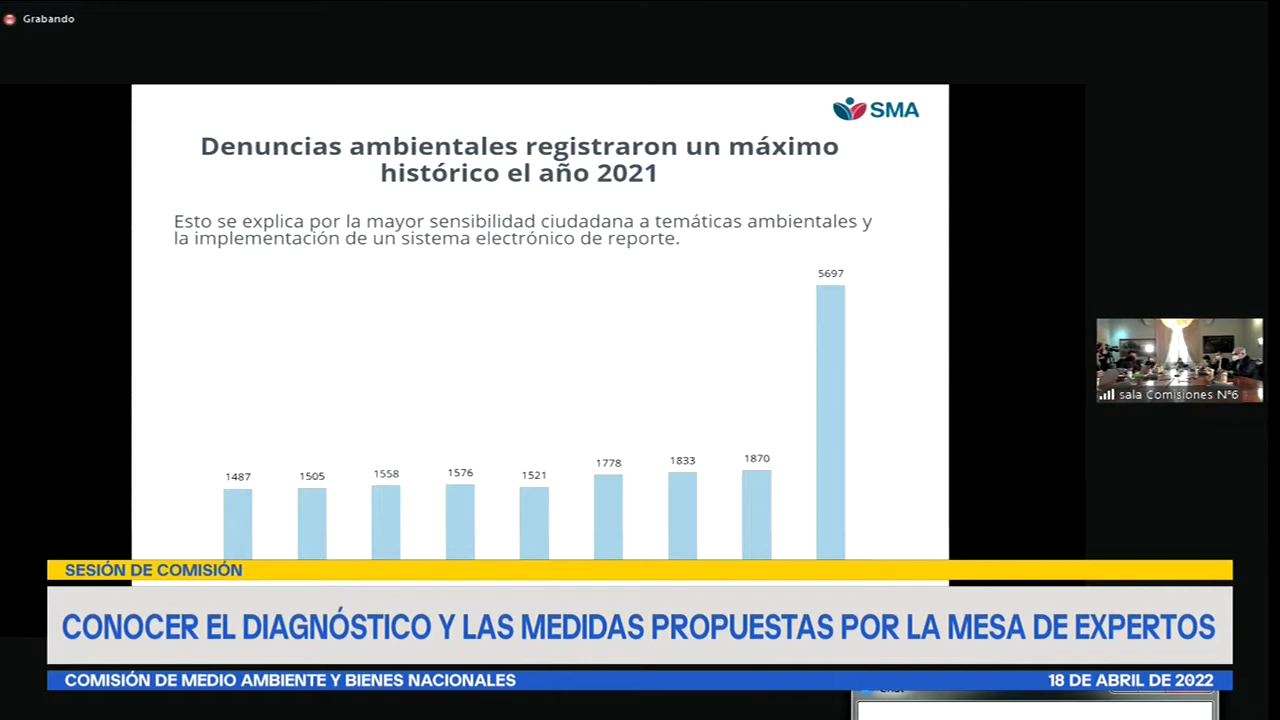 Grabando
SMA
Denuncias ambientales registraron un máximo
histórico el año 2021
Esto se explica por la mayor sensibilidad ciudadana a temáticas ambientales y
la implementación de un sistema electrónico de reporte.
5697
1487
1505
1558
1576
1521
1778
1833
1870
sala Comisiones N°6
SESIÓN DE COMISIÓN
CONOCER EL DIAGNÓSTICO Y LAS MEDIDAS PROPUESTAS POR LA MESA DE EXPERTOS
COMISIÓN DE MEDIO AMBIENTE Y BIENES NACIONALES
18 DE ABRIL DE 2022